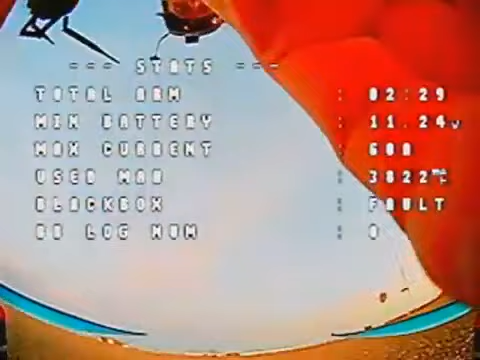 --- STATS ---
TOTAL ARM : 02:29
MIN BATTERY : 11.24V
MAX CURRENT : 60A
USED MAH : 3822
BLACKBOX : FAULT
BB LOG NUM : 0